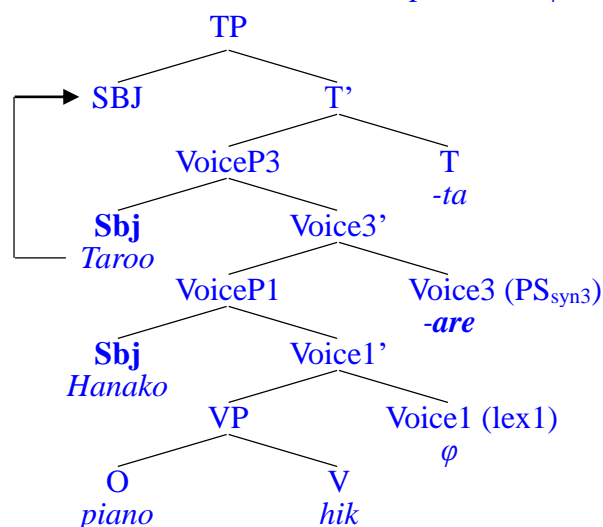 TP
SBJ T’
VoiceP3 T
-ta
Sbj Voice3’
Taroo
VoiceP1 Voice3 (PSsyn3)
-are
Sbj Voice1’
Hanako
VP Voice1 (lex1)
φ
O V
piano hik